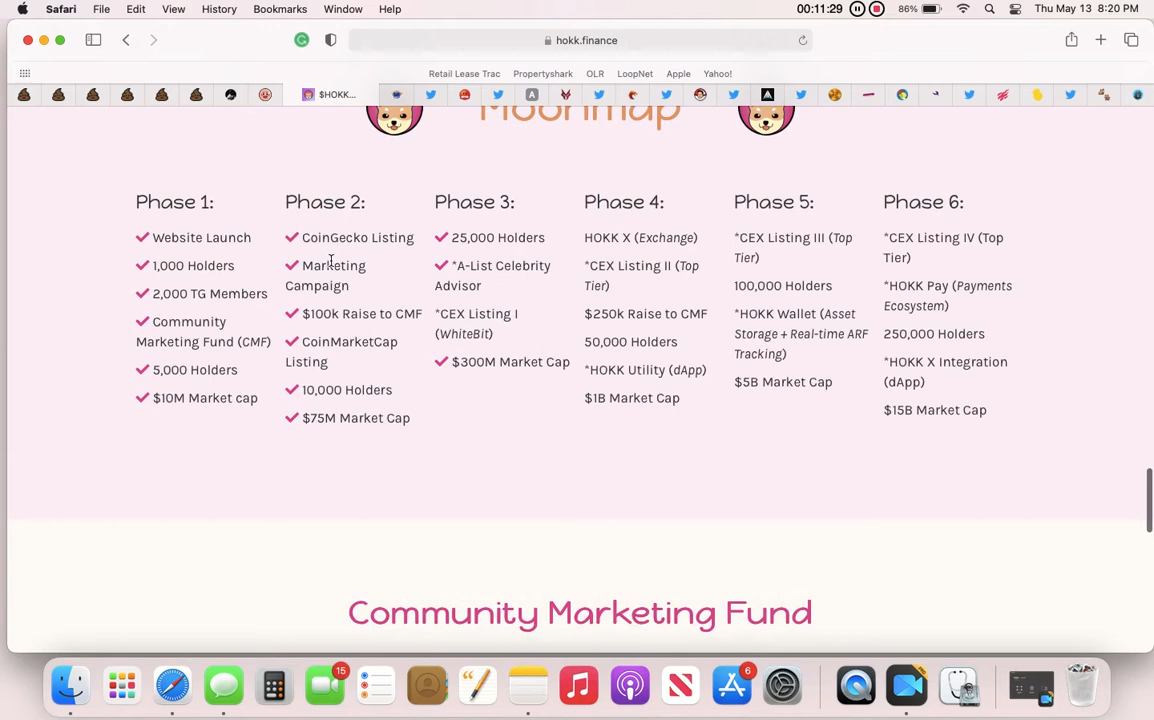 Safari File Edit View History Bookmarks Window Help 00:11:29 86% Thu May 13 8:20 PM
hokk.finance
Retail Lease Trac Propertyshark OLR LoopNet Apple Yahoo!
$HOKK...
Moonmap
Phase 1:
Website Launch
1,000 Holders
2,000 TG Members
Community
Marketing Fund (CMF)
5,000 Holders
$10M Market cap
Phase 2:
CoinGecko Listing
Marketing
Campaign
$100k Raise to CMF
CoinMarketCap
Listing
10,000 Holders
$75M Market Cap
Phase 3:
25,000 Holders
*A-List Celebrity
Advisor
*CEX Listing I
(WhiteBit)
$300M Market Cap
Phase 4:
HOKK X (Exchange)
*CEX Listing II (Top
Tier)
$250k Raise to CMF
50,000 Holders
*HOKK Utility (dApp)
$1B Market Cap
Phase 5:
*CEX Listing III (Top
Tier)
100,000 Holders
*HOKK Wallet (Asset
Storage + Real-time ARF
Tracking)
$5B Market Cap
Phase 6:
*CEX Listing IV (Top
Tier)
*HOKK Pay (Payments
Ecosystem)
250,000 Holders
*HOKK X Integration
(dApp)
$15B Market Cap
Community Marketing Fund
15
6